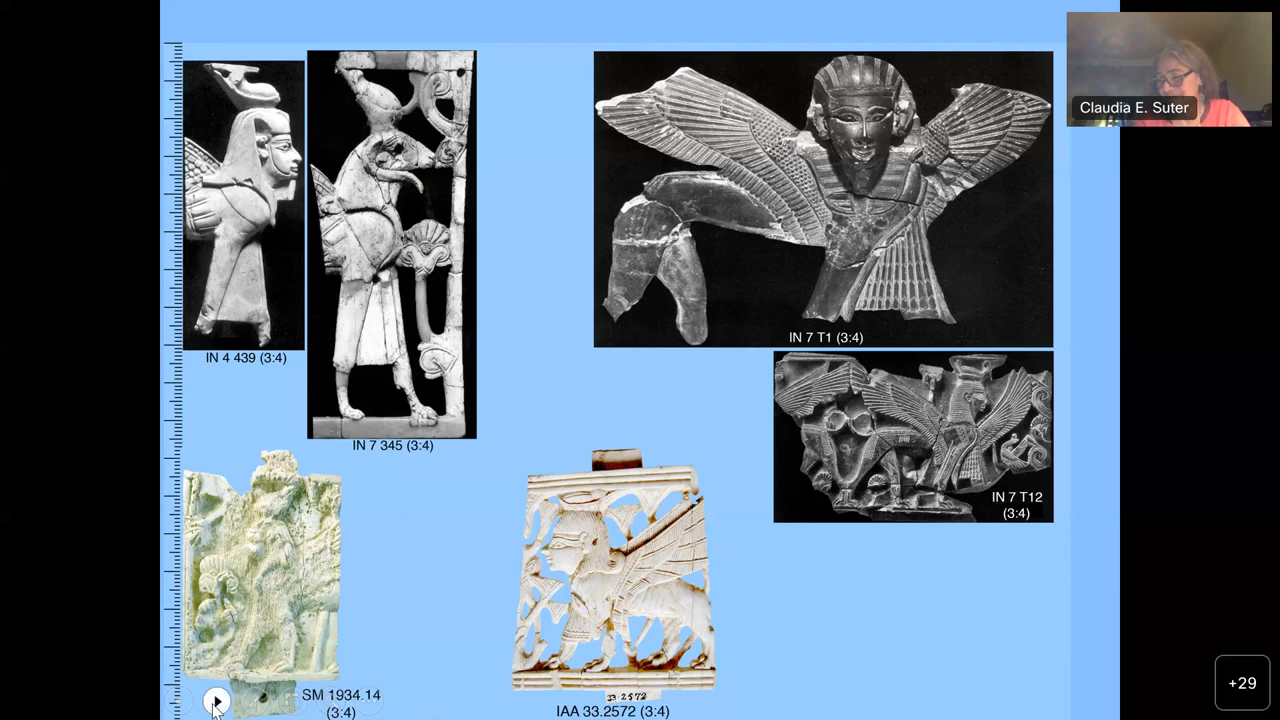 Claudia E. Suter
IN 4 439 (3:4)
IN 7 345 (3:4)
IN 7 T1 (3:4)
IN 7 T12
(3:4)
SM 1934.14
(3:4)
33.2572
IAA 33.2572 (3:4)
+29